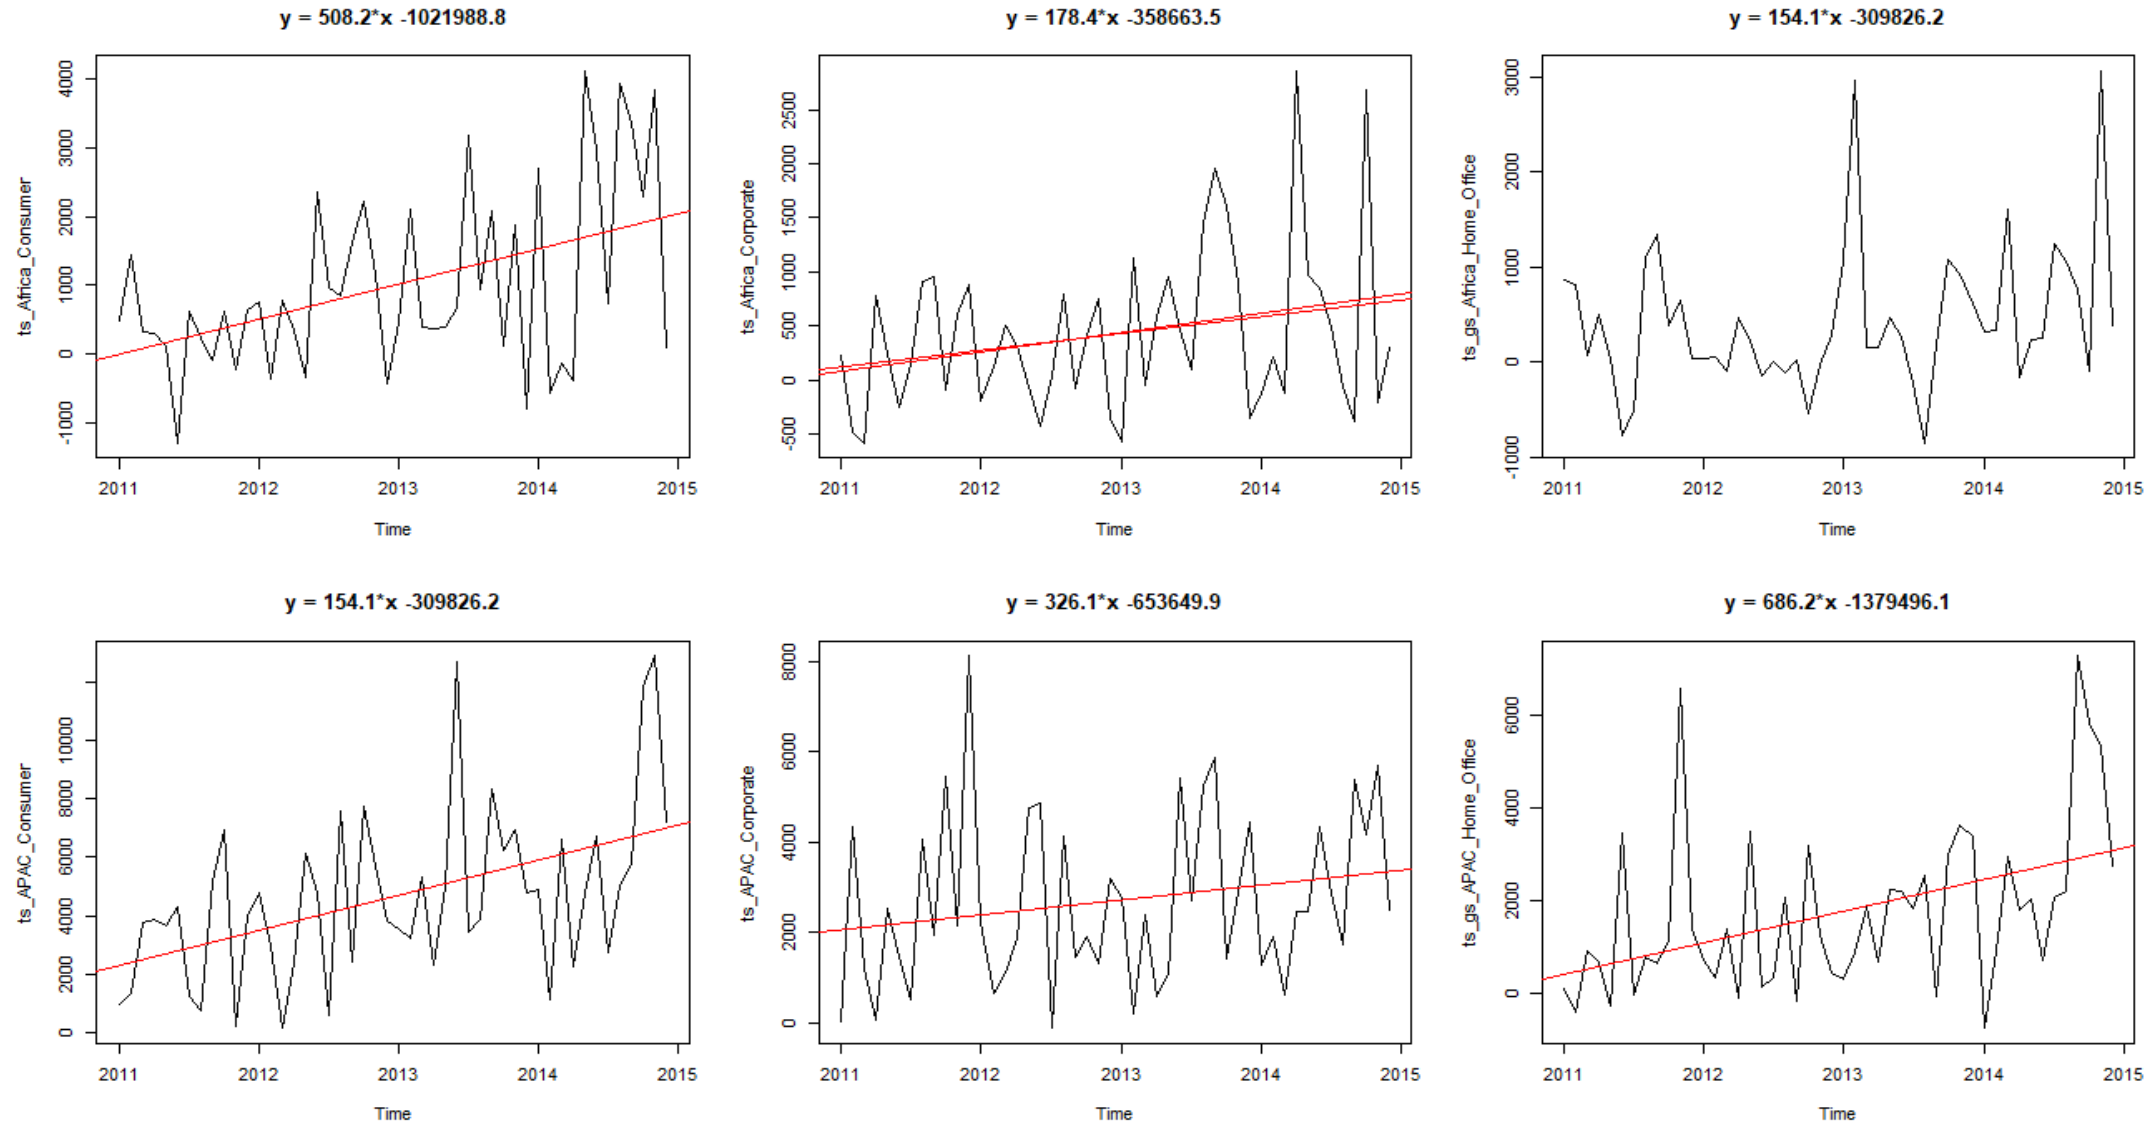 y = 508.2*x -1021988.8
ts_Africa_Consumer
4000
3000
2000
1000
0
-1000
2011 2012 2013 2014 2015
Time
y = 178.4*x -358663.5
ts_Africa_Corporate
2500
2000
1500
1000
500
0
-500
2011 2012 2013 2014 2015
Time
y = 154.1*x -309826.2
ts_gs_Africa_Home_Office
3000
2000
1000
0
-1000
2011 2012 2013 2014 2015
Time
y = 154.1*x -309826.2
ts_APAC_Consumer
10000
8000
6000
4000
2000
0
2011 2012 2013 2014 2015
Time
y = 326.1*x -653649.9
ts_APAC_Corporate
8000
6000
4000
2000
0
2011 2012 2013 2014 2015
Time
y = 686.2*x -1379496.1
ts_gs_APAC_Home_Office
6000
4000
2000
0
2011 2012 2013 2014 2015
Time